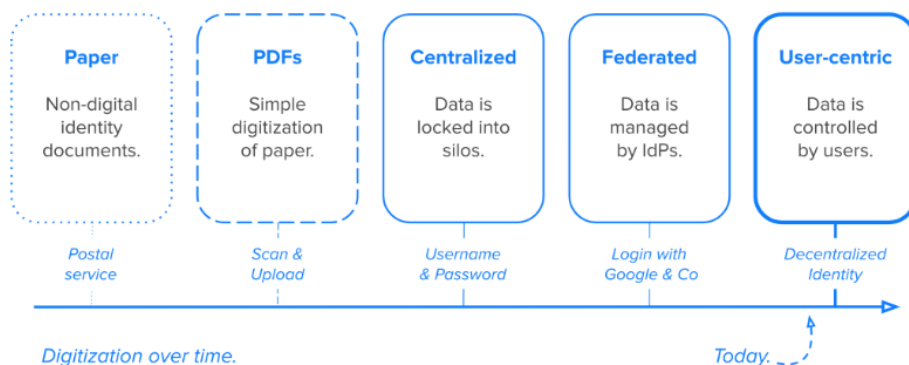 Paper
Non-digital
identity
documents.
PDFs
Simple
digitization
of paper.
Centralized
Data is
locked into
silos.
Federated
Data is
managed
by IdPs.
User-centric
Data is
controlled
by users.
Postal
service
Scan &
Upload
Username
& Password
Login with
Google & Co
Decentralized
Identity
Digitization over time.
Today.